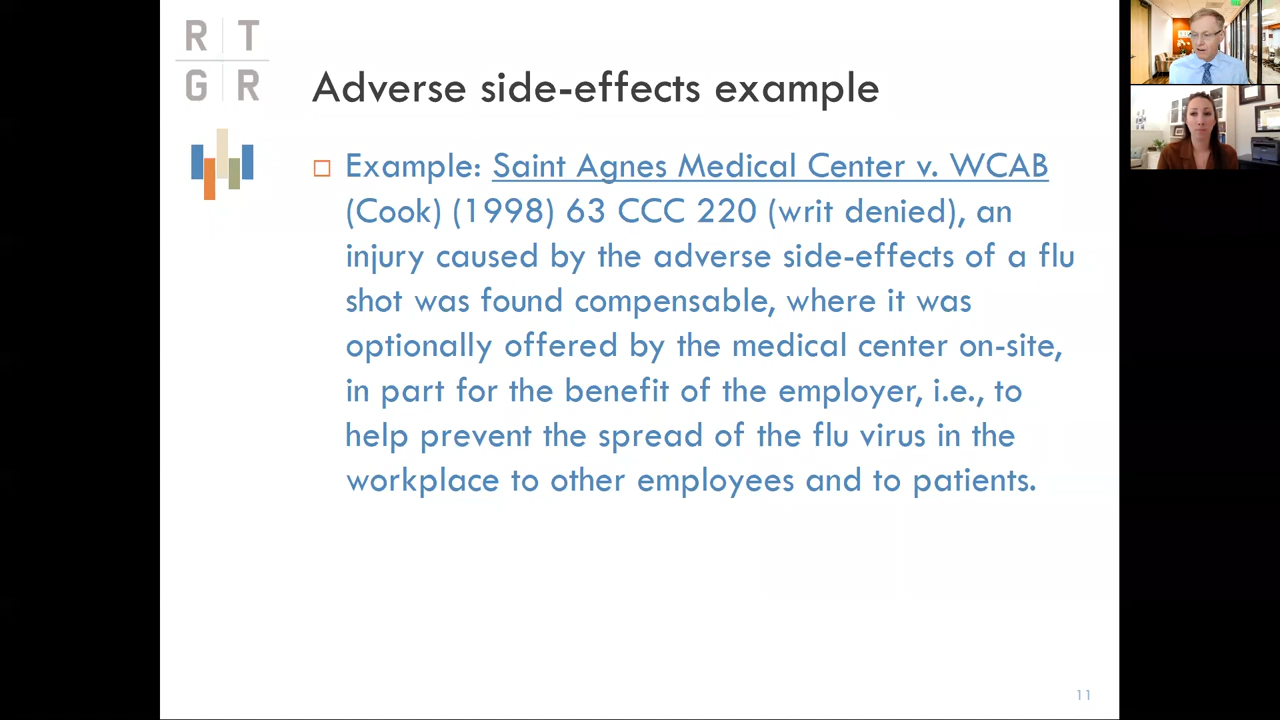 R T
G R
Adverse side-effects example
Example: Saint Agnes Medical Center v. WCAB
(Cook) (1998) 63 CCC 220 (writ denied), an
injury caused by the adverse side-effects of a flu
shot was found compensable, where it was
optionally offered by the medical center on-site,
in part for the benefit of the employer, i.e., to
help prevent the spread of the flu virus in the
workplace to other employees and to patients.
11